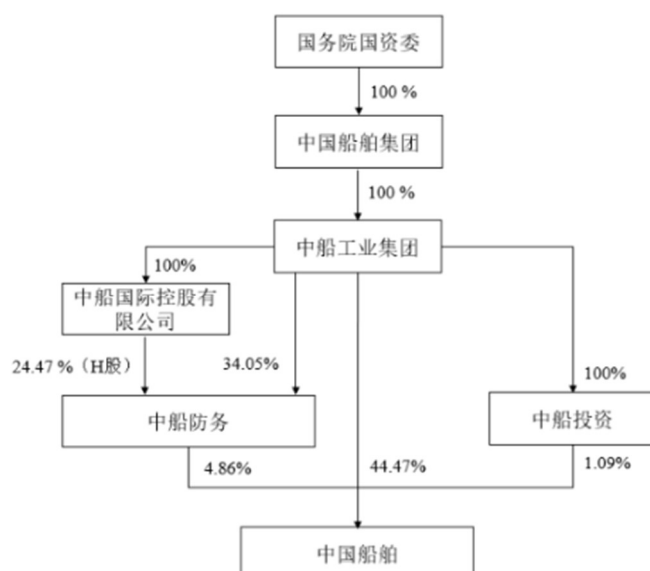 国务院国资委
100 %
中国船舶集团
100 %
中船工业集团
100%
中船国际控股有
限公司
24.47 %（H股）
34.05%
100%
中船防务
中船投资
4.86%
44.47%
1.09%
中国船舶